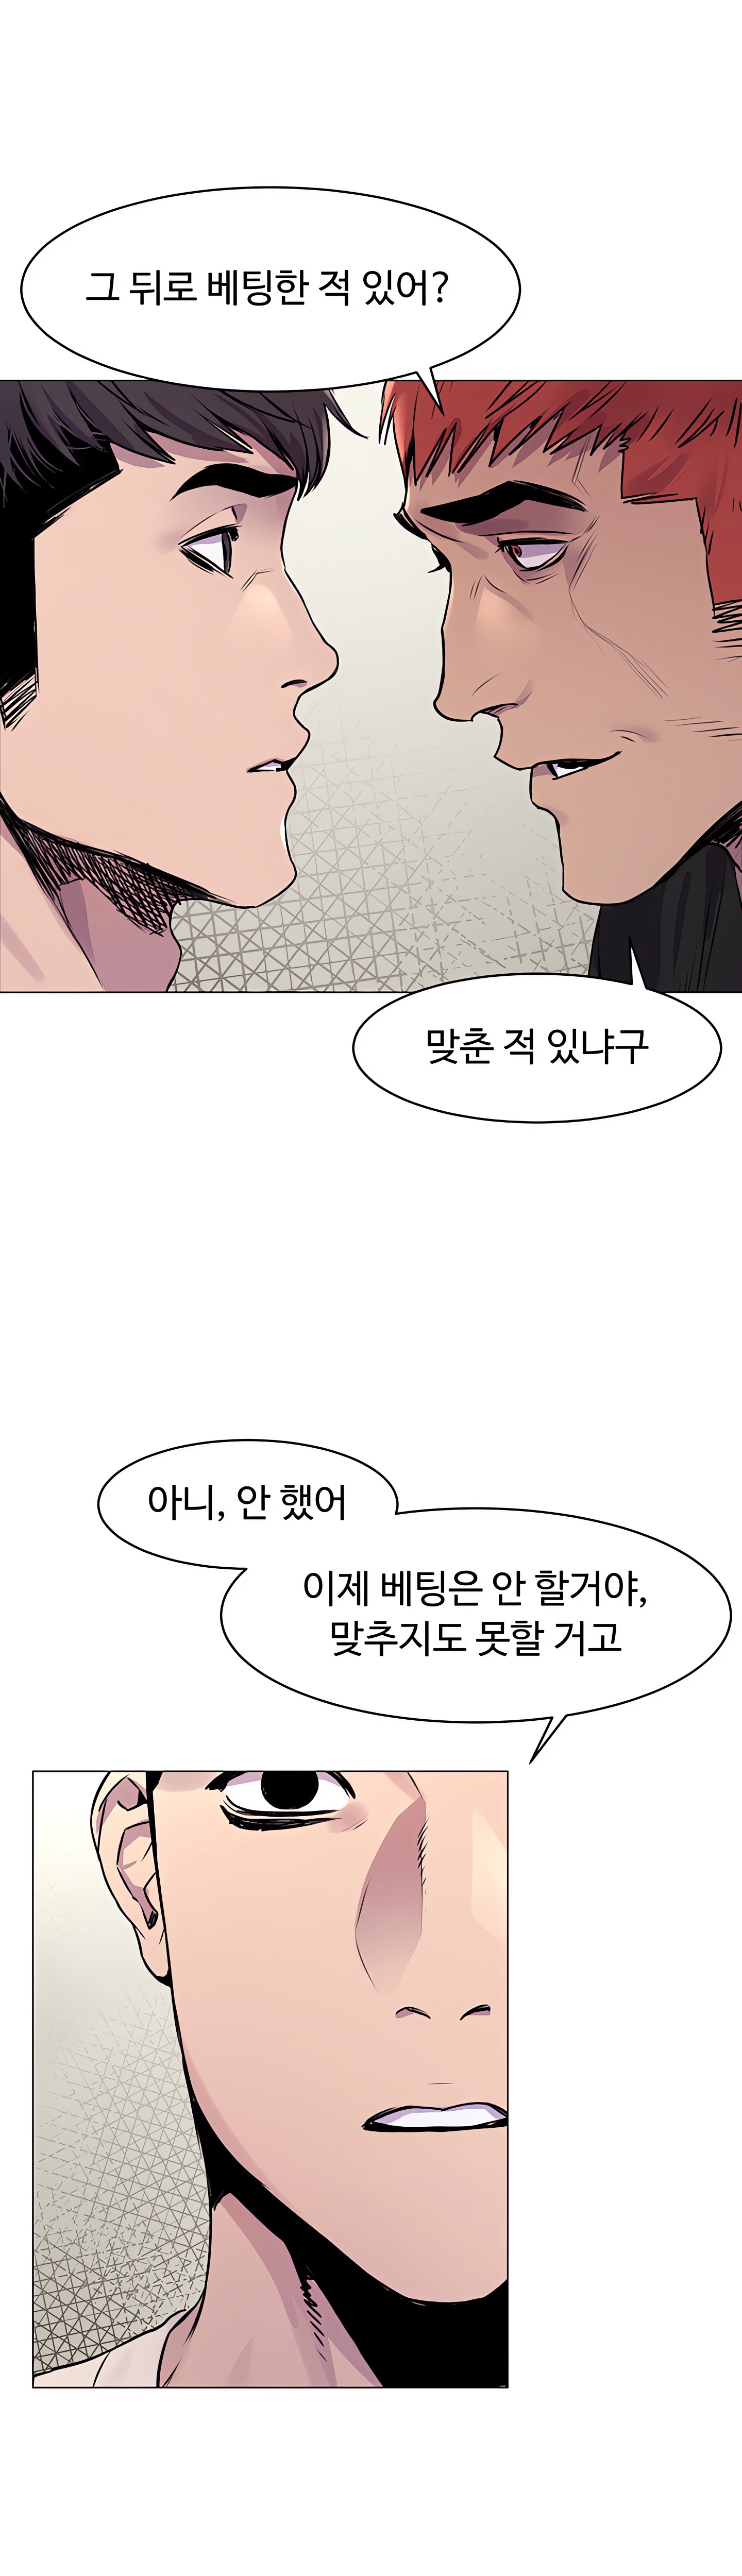 그 뒤로 베팅한 적 있어?
맞춘 적 있냐구
아니, 안 했어
이제 베팅은 안 할거야,
맞추지도 못할 거고